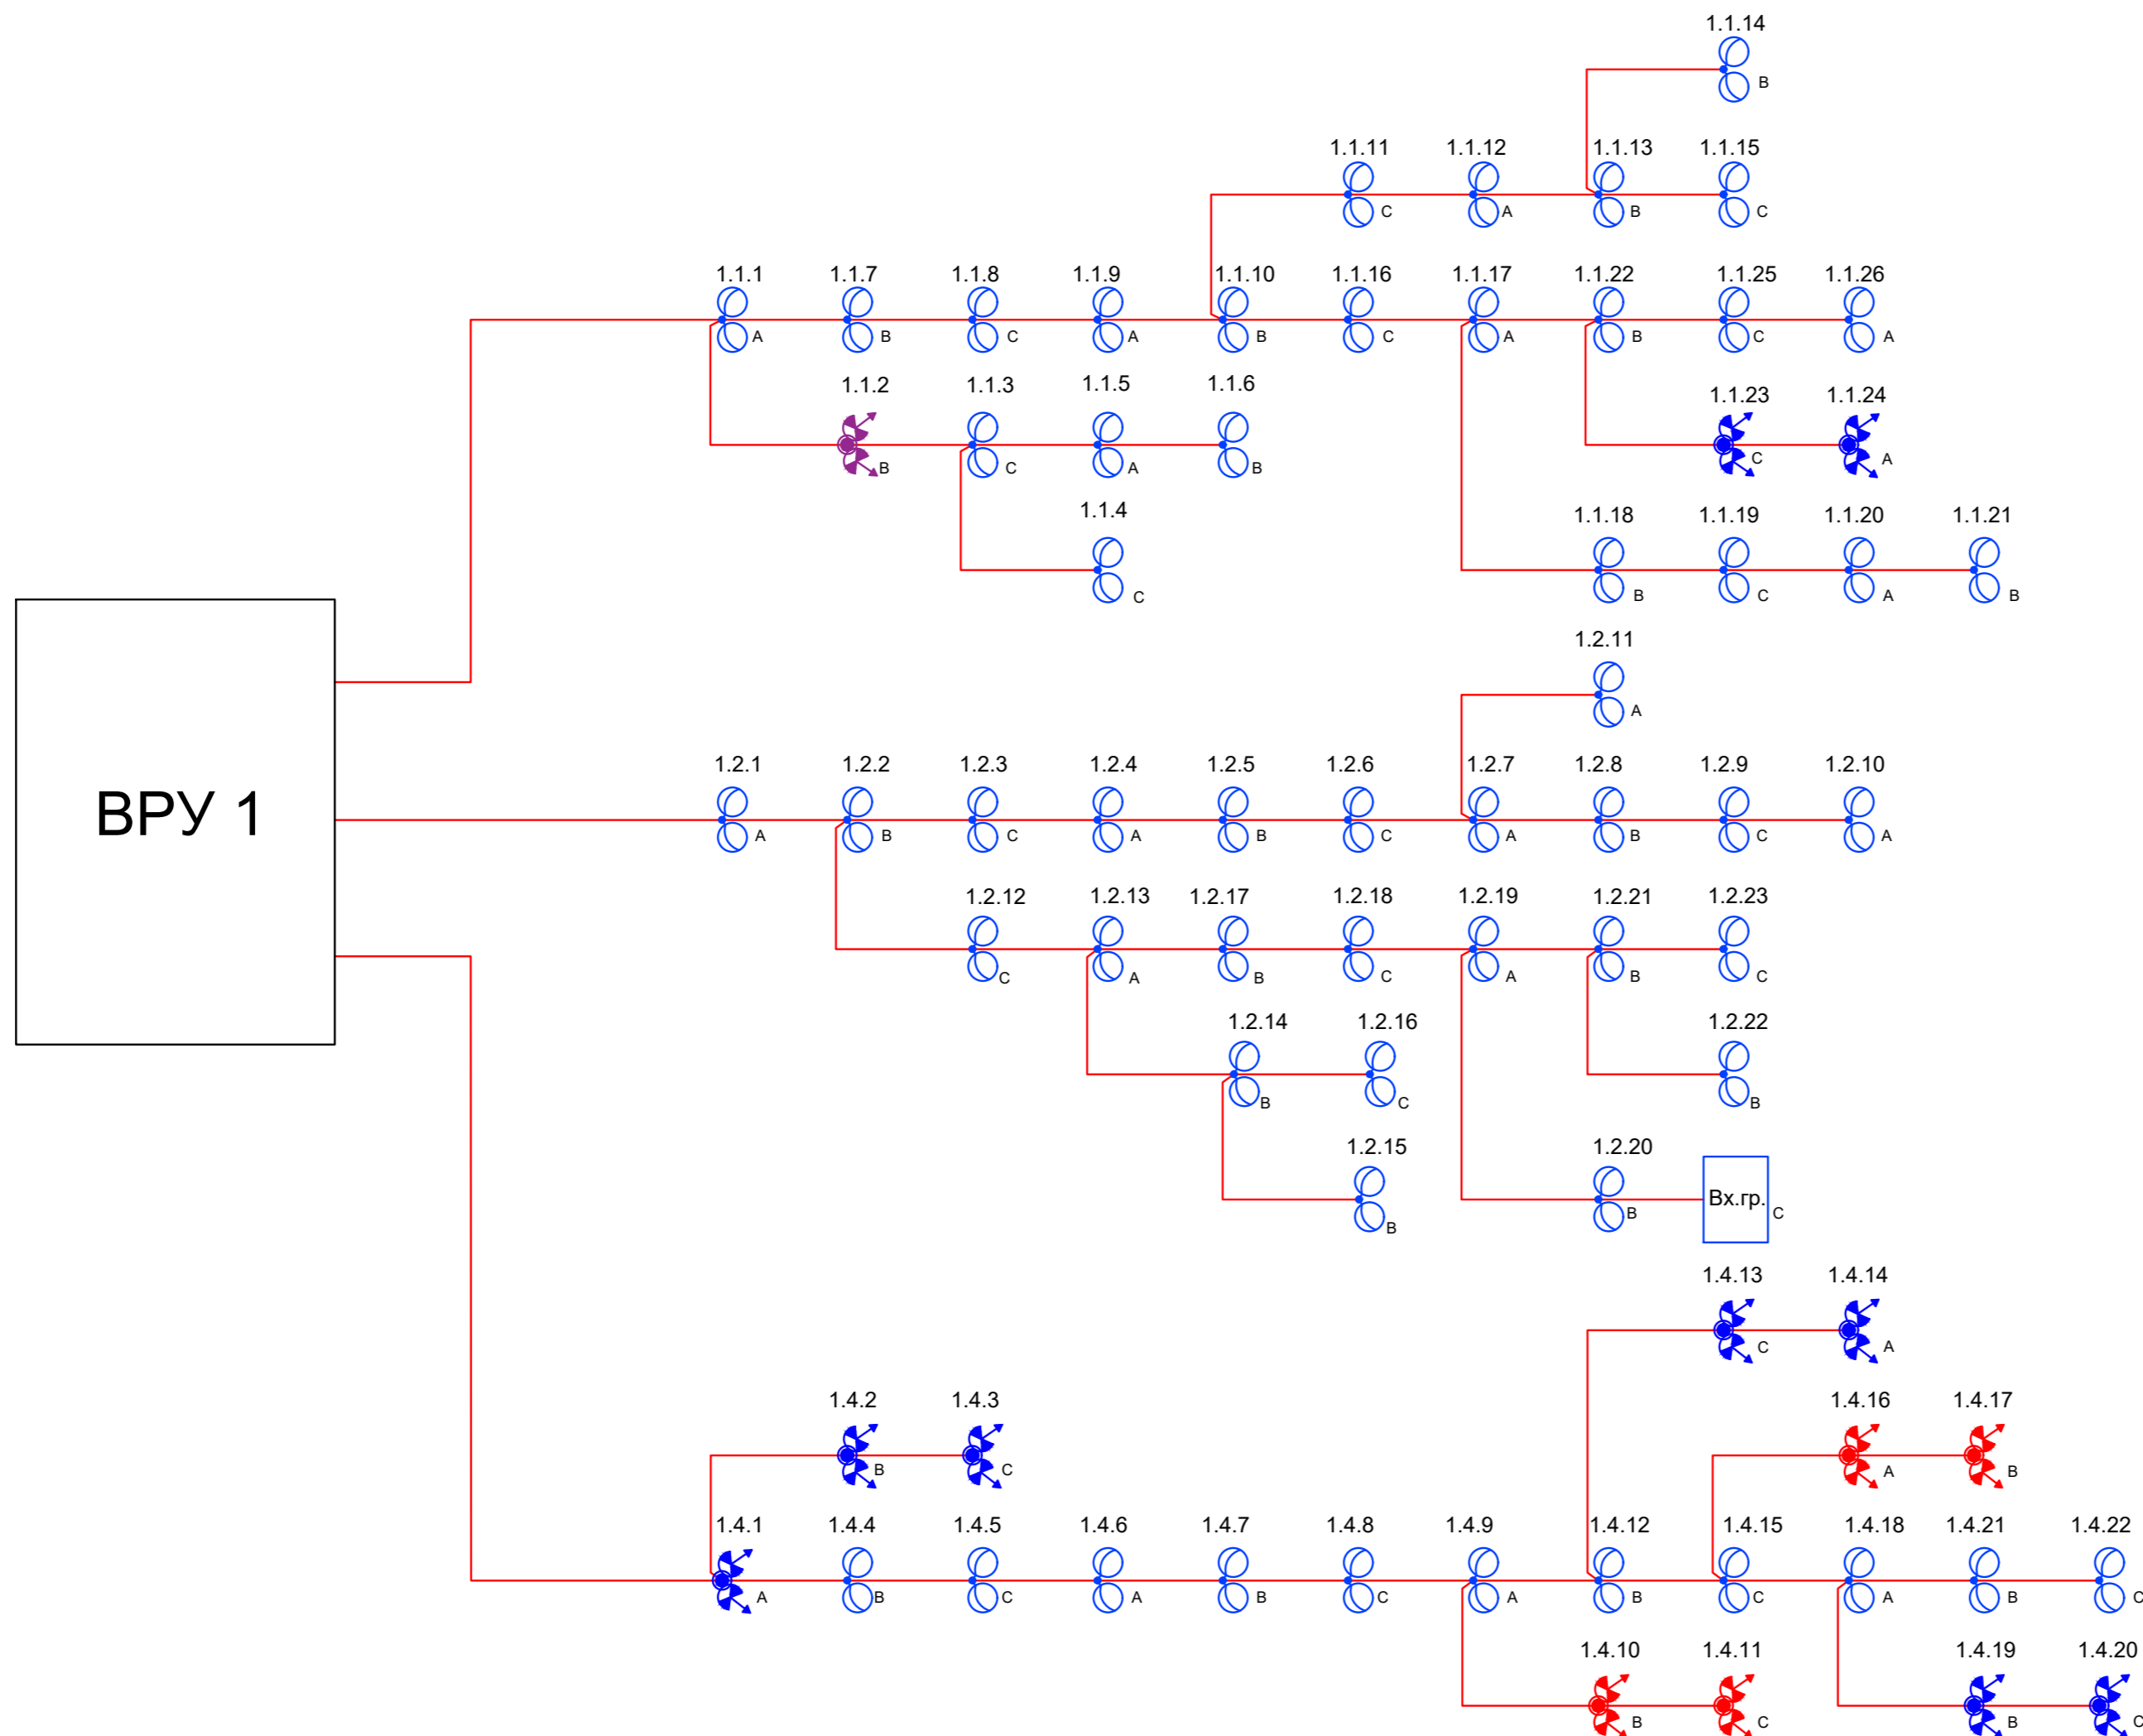 1.1.14
B
1.1.11 1.1.12 1.1.13 1.1.15
C A B C
1.1.1 1.1.7 1.1.8 1.1.9 1.1.10 1.1.16 1.1.17 1.1.22 1.1.25 1.1.26
A B C A B C A B C A
1.1.2 1.1.3 1.1.5 1.1.6 1.1.23 1.1.24
B C A B C A
1.1.4 1.1.18 1.1.19 1.1.20 1.1.21
C B C A B
1.2.11
A
1.2.1 1.2.2 1.2.3 1.2.4 1.2.5 1.2.6 1.2.7 1.2.8 1.2.9 1.2.10
ВРУ 1
A B C A B C A B C A
1.2.12 1.2.13 1.2.17 1.2.18 1.2.19 1.2.21 1.2.23
C A B C A B C
1.2.14 1.2.16 1.2.22
B C B
1.2.15 1.2.20
Вх.гр.
B B C
1.4.13 1.4.14
C A
1.4.2 1.4.3 1.4.16 1.4.17
B C A B
1.4.1 1.4.4 1.4.5 1.4.6 1.4.7 1.4.8 1.4.9 1.4.12 1.4.15 1.4.18 1.4.21 1.4.22
A B C A B C A B C A B C
1.4.10 1.4.11 1.4.19 1.4.20
B C B C